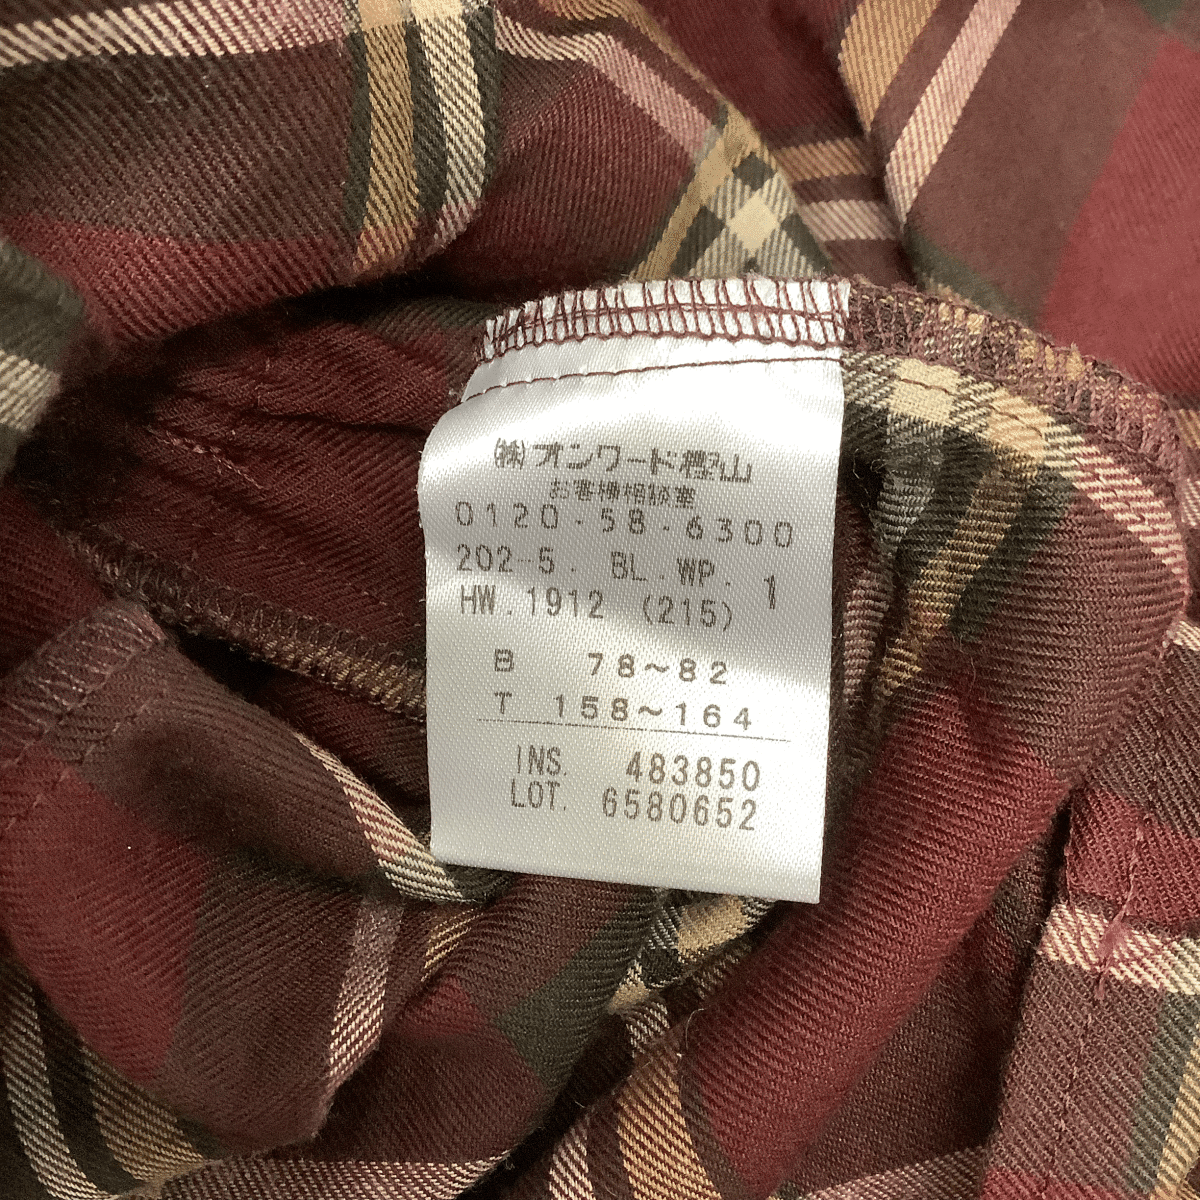 ㈱オンワード樫山
お客様相談室
0120-58-6300
202-5. BL.WP. 1
HW.1912 (215)
B 78~82
T 158~164
INS. 483850
LOT. 6580652